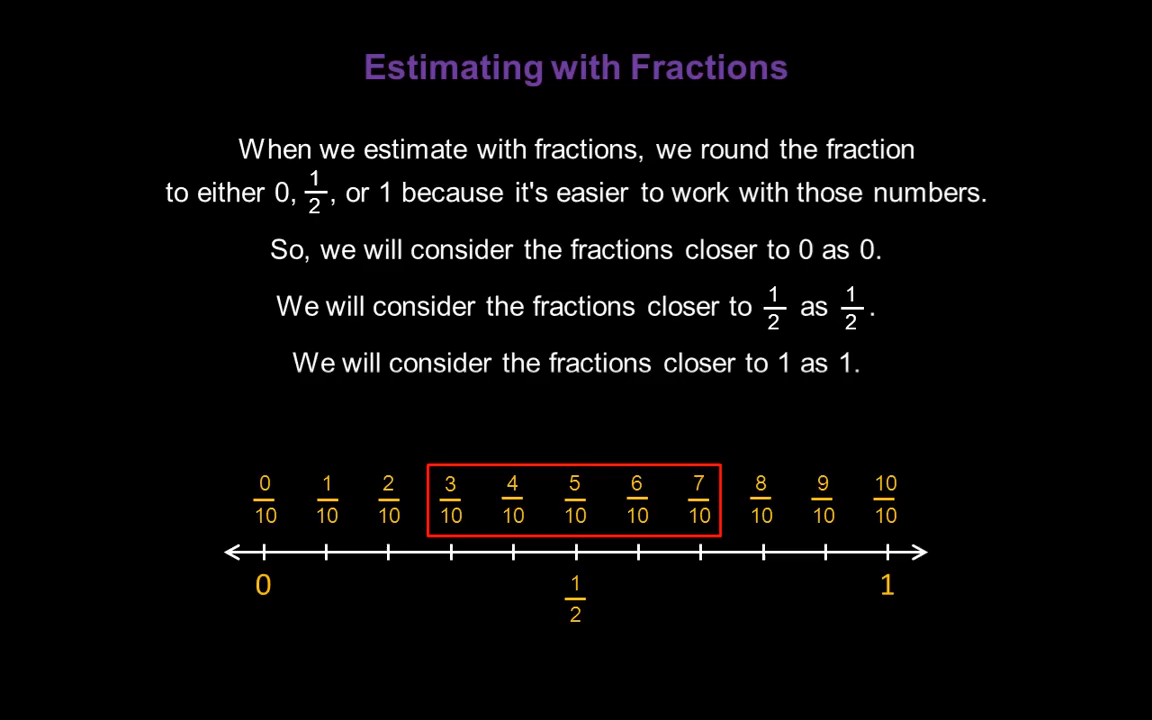 Estimating with Fractions
When we estimate with fractions, we round the fraction
to either 0, 1/2, or 1 because it's easier to work with those numbers.
So, we will consider the fractions closer to 0 as 0.
We will consider the fractions closer to 1/2 as 1/2.
We will consider the fractions closer to 1 as 1.
0/10 1/10 2/10 3/10 4/10 5/10 6/10 7/10 8/10 9/10 10/10
0 1/2 1